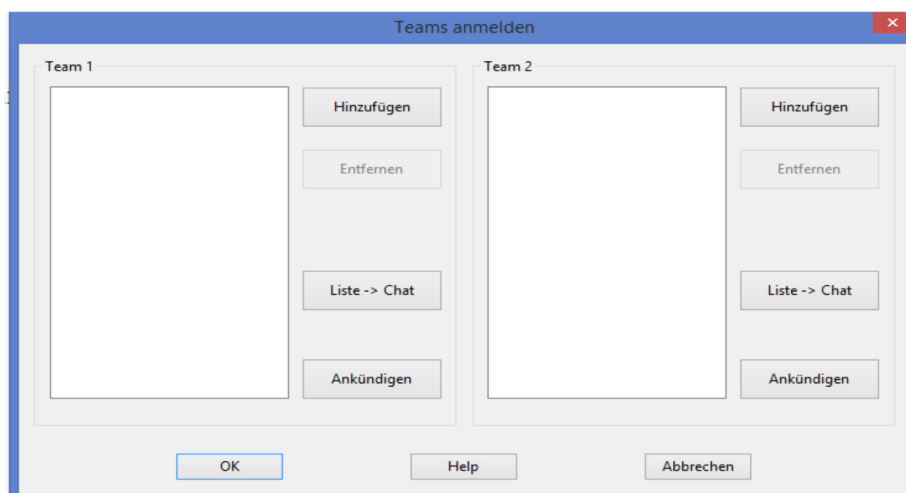 Teams anmelden
Team 1
Hinzufügen
Entfernen
Liste -> Chat
Ankündigen
Team 2
Hinzufügen
Entfernen
Liste -> Chat
Ankündigen
OK
Help
Abbrechen